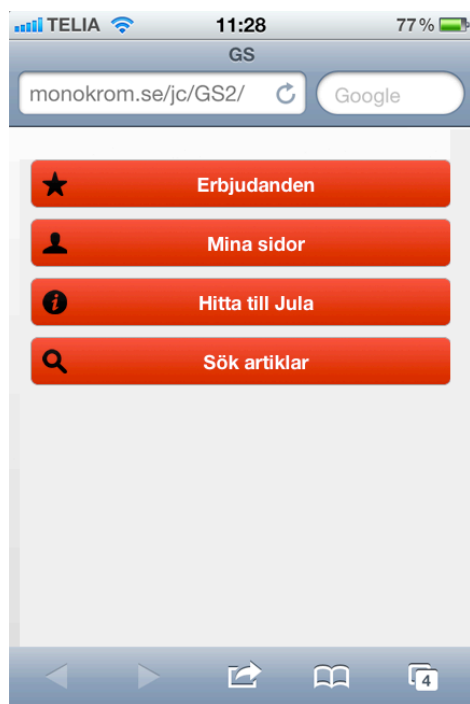 TELIA 11:28 77%
GS
monokrom.se/jc/GS2/ Google
Erbjudanden
Mina sidor
Hitta till Jula
Sök artiklar
4